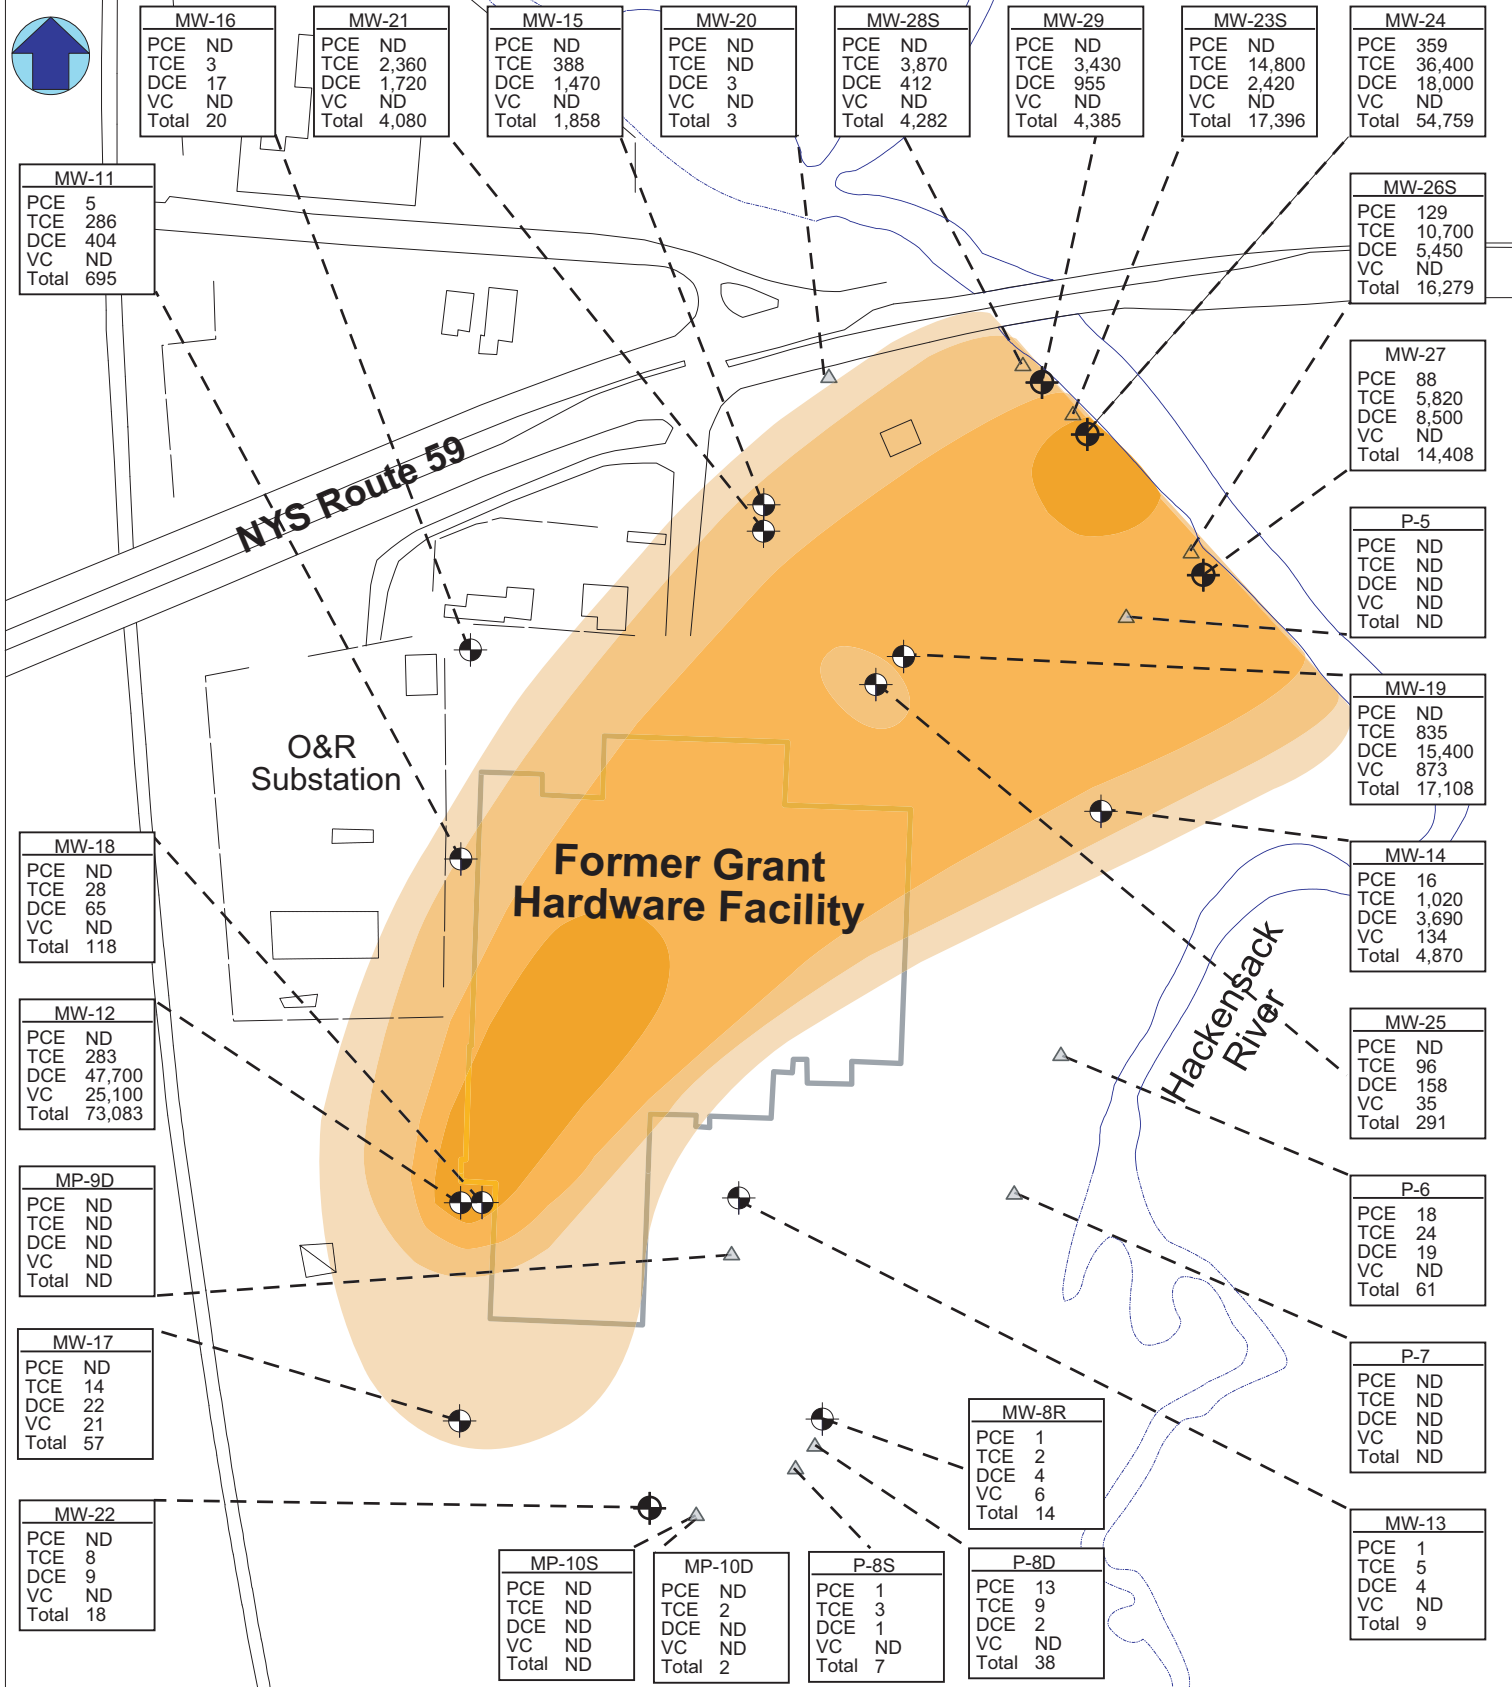 MW-16
PCE ND
TCE 3
DCE 17
VC ND
Total 20
MW-21
PCE ND
TCE 2,360
DCE 1,720
VC ND
Total 4,080
MW-15
PCE ND
TCE 388
DCE 1,470
VC ND
Total 1,858
MW-20
PCE ND
TCE ND
DCE 3
VC ND
Total 3
MW-28S
PCE ND
TCE 3,870
DCE 412
VC ND
Total 4,282
MW-29
PCE ND
TCE 3,430
DCE 955
VC ND
Total 4,385
MW-23S
PCE ND
TCE 14,800
DCE 2,420
VC ND
Total 17,396
MW-24
PCE 359
TCE 36,400
DCE 18,000
VC ND
Total 54,759
MW-11
PCE 5
TCE 286
DCE 404
VC ND
Total 695
MW-26S
PCE 129
TCE 10,700
DCE 5,450
VC ND
Total 16,279
MW-27
PCE 88
TCE 5,820
DCE 8,500
VC ND
Total 14,408
NYS Route 59
P-5
PCE ND
TCE ND
DCE ND
VC ND
Total ND
MW-19
PCE ND
TCE 835
DCE 15,400
VC 873
Total 17,108
O&R
Substation
MW-18
PCE ND
TCE 28
DCE 65
VC ND
Total 118
Former Grant
Hardware Facility
MW-14
PCE 16
TCE 1,020
DCE 3,690
VC 134
Total 4,870
Hackensack
River
MW-12
PCE ND
TCE 283
DCE 47,700
VC 25,100
Total 73,083
MW-25
PCE ND
TCE 96
DCE 158
VC 35
Total 291
MP-9D
PCE ND
TCE ND
DCE ND
VC ND
Total ND
P-6
PCE 18
TCE 24
DCE 19
VC ND
Total 61
MW-17
PCE ND
TCE 14
DCE 22
VC 21
Total 57
P-7
PCE ND
TCE ND
DCE ND
VC ND
Total ND
MW-8R
PCE 1
TCE 2
DCE 4
VC 6
Total 14
MW-22
PCE ND
TCE 8
DCE 9
VC ND
Total 18
MP-10S
PCE ND
TCE ND
DCE ND
VC ND
Total ND
MP-10D
PCE ND
TCE 2
DCE ND
VC ND
Total 2
P-8S
PCE 1
TCE 3
DCE 1
VC ND
Total 7
P-8D
PCE 13
TCE 9
DCE 2
VC ND
Total 38
MW-13
PCE 1
TCE 5
DCE 4
VC ND
Total 9